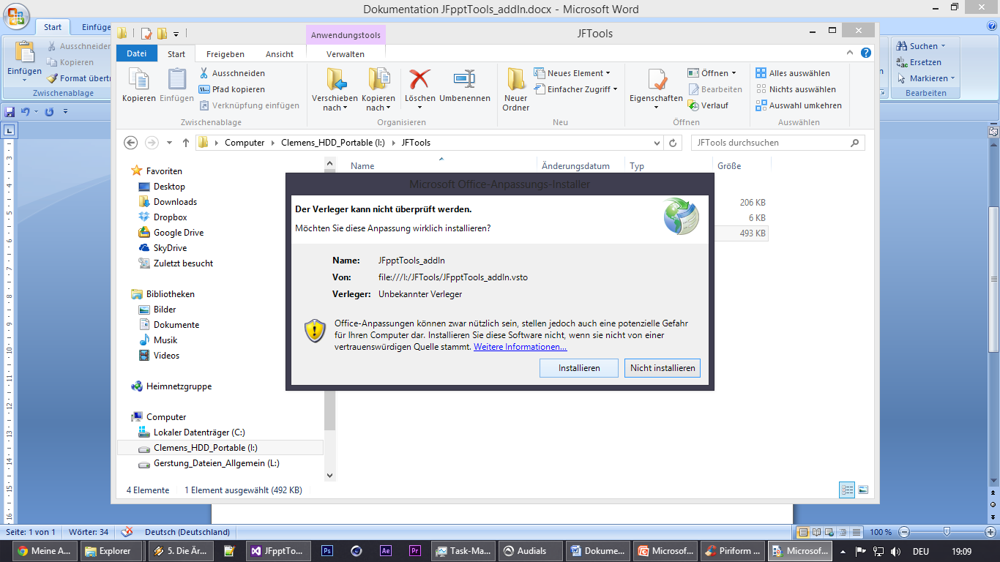 Dokumentation JFpptTools_addIn.docx - Microsoft Word
Start
Einfüge
Einfügen
Ausschneiden
Kopieren
Format übertr
Zwischenablage
Suchen
Ersetzen
Markieren
Bearbeiten
Anwendungstools
JFTools
Datei
Start
Freigeben
Ansicht
Verwalten
Kopieren
Einfügen
Ausschneiden
Pfad kopieren
Verknüpfung einfügen
Zwischenablage
Verschieben nach
Kopieren nach
Löschen
Umbenennen
Organisieren
Neuer Ordner
Neues Element
Einfacher Zugriff
Neu
Eigenschaften
Öffnen
Bearbeiten
Verlauf
Öffnen
Alles auswählen
Nichts auswählen
Auswahl umkehren
Auswählen
Computer
Clemens_HDD_Portable (I:)
JFTools
JFTools durchsuchen
Name
Änderungsdatum
Typ
Größe
206 KB
6 KB
493 KB
Favoriten
Desktop
Downloads
Dropbox
Google Drive
SkyDrive
Zuletzt besucht
Bibliotheken
Bilder
Dokumente
Musik
Videos
Heimnetzgruppe
Computer
Lokaler Datenträger (C:)
Clemens_HDD_Portable (I:)
Gerstung_Dateien_Allgemein (L:)
4 Elemente
1 Element ausgewählt (492 KB)
Microsoft Office-Anpassungs-Installer
Der Verleger kann nicht überprüft werden.
Möchten Sie diese Anpassung wirklich installieren?
Name: JFpptTools_addIn
Von: file:///I:/JFTools/JFpptTools_addIn.vsto
Verleger: Unbekannter Verleger
Office-Anpassungen können zwar nützlich sein, stellen jedoch auch eine potenzielle Gefahr
für Ihren Computer dar. Installieren Sie diese Software nicht, wenn sie nicht von einer
vertrauenswürdigen Quelle stammt. Weitere Informationen...
Installieren
Nicht installieren
Seite: 1 von 1
Wörter: 34
Deutsch (Deutschland)
100 %
Meine A...
Explorer
5. Die Är...
JFpptTo...
Ps
Ae
Pr
Task-Ma...
Audials
Dokume...
Microsof...
Piriform ...
Microsof...
DEU
19:09